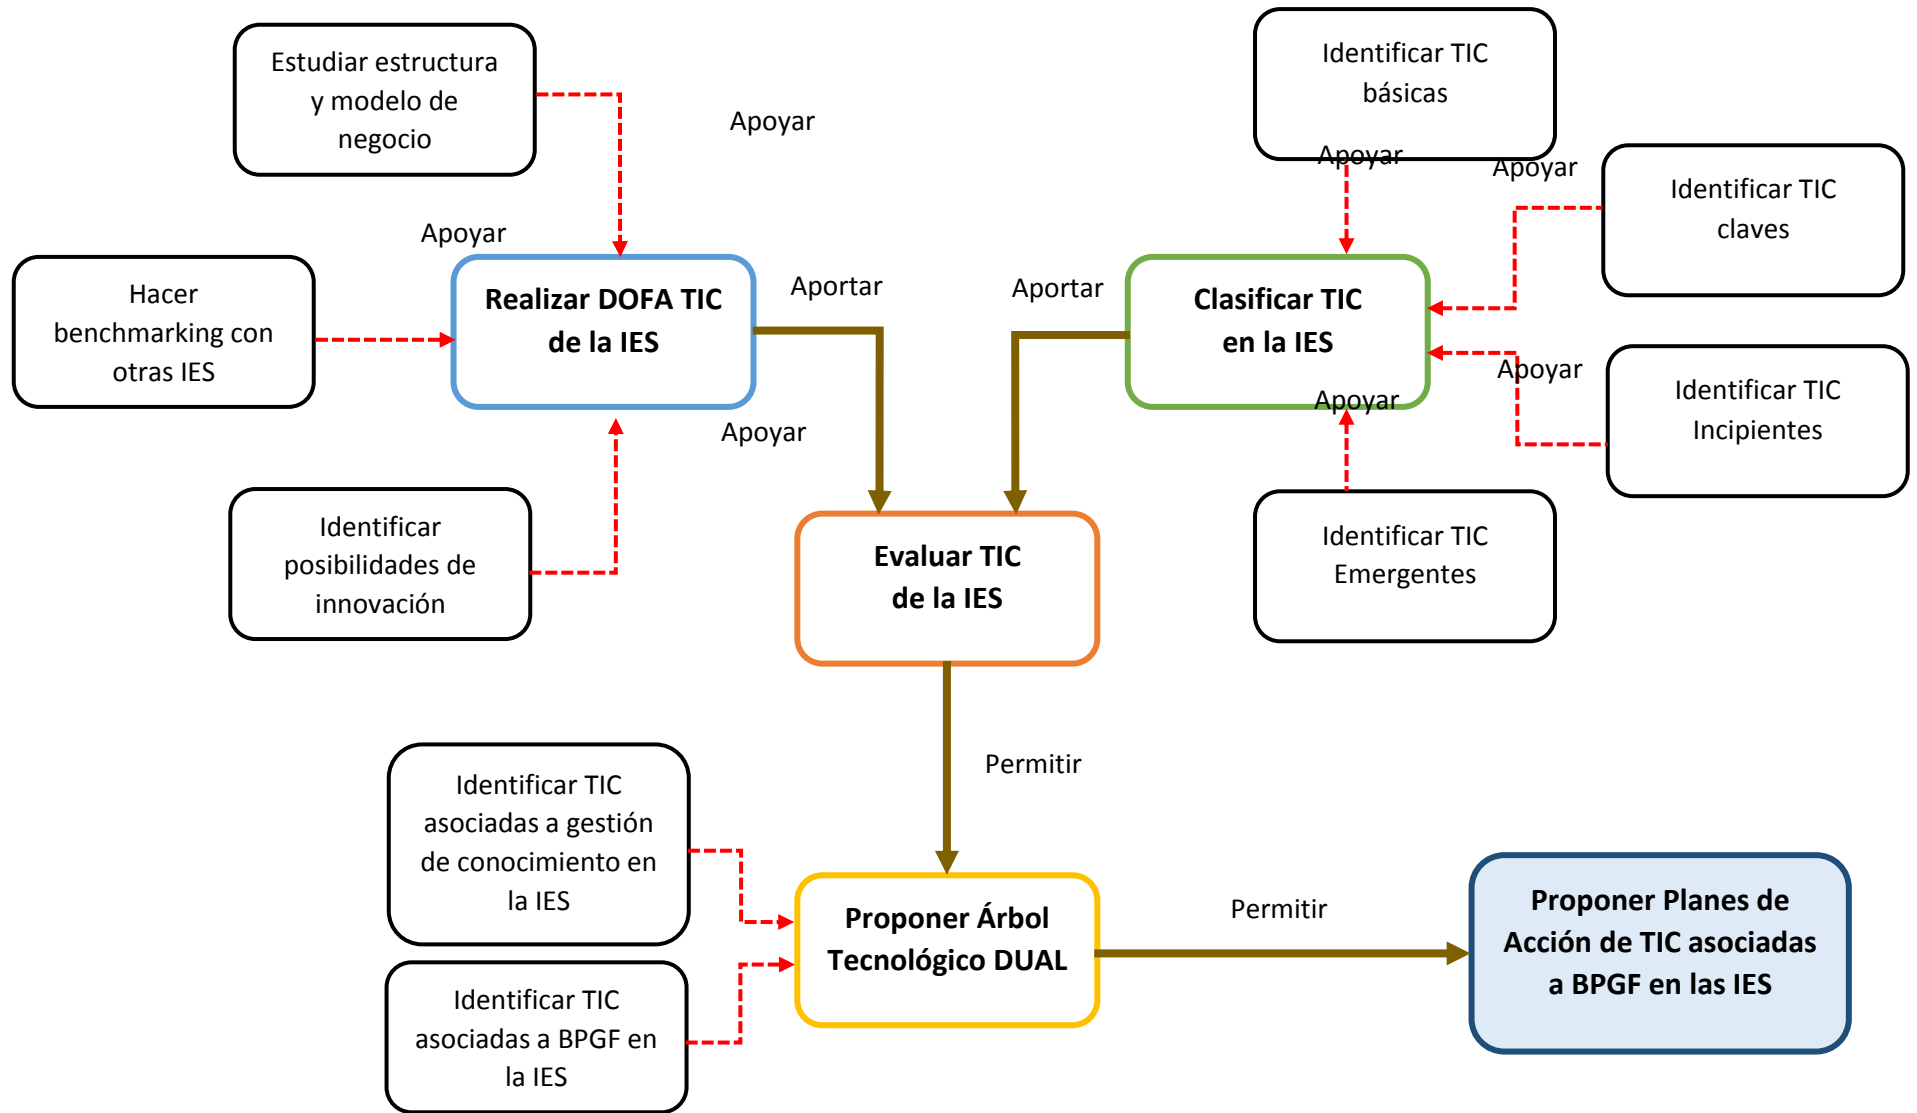 Estudiar estructura
y modelo de
negocio
Apoyar
Identificar TIC
básicas
Apoyar
Apoyar
Identificar TIC
claves
Apoyar
Hacer
benchmarking con
otras IES
Realizar DOFA TIC
de la IES
Aportar
Aportar
Clasificar TIC
en la IES
Apoyar
Identificar TIC
Incipientes
Apoyar
Apoyar
Identificar
posibilidades de
innovación
Evaluar TIC
de la IES
Identificar TIC
Emergentes
Permitir
Identificar TIC
asociadas a gestión
de conocimiento en
la IES
Proponer Árbol
Tecnológico DUAL
Permitir
Proponer Planes de
Acción de TIC asociadas
a BPGF en las IES
Identificar TIC
asociadas a BPGF en
la IES